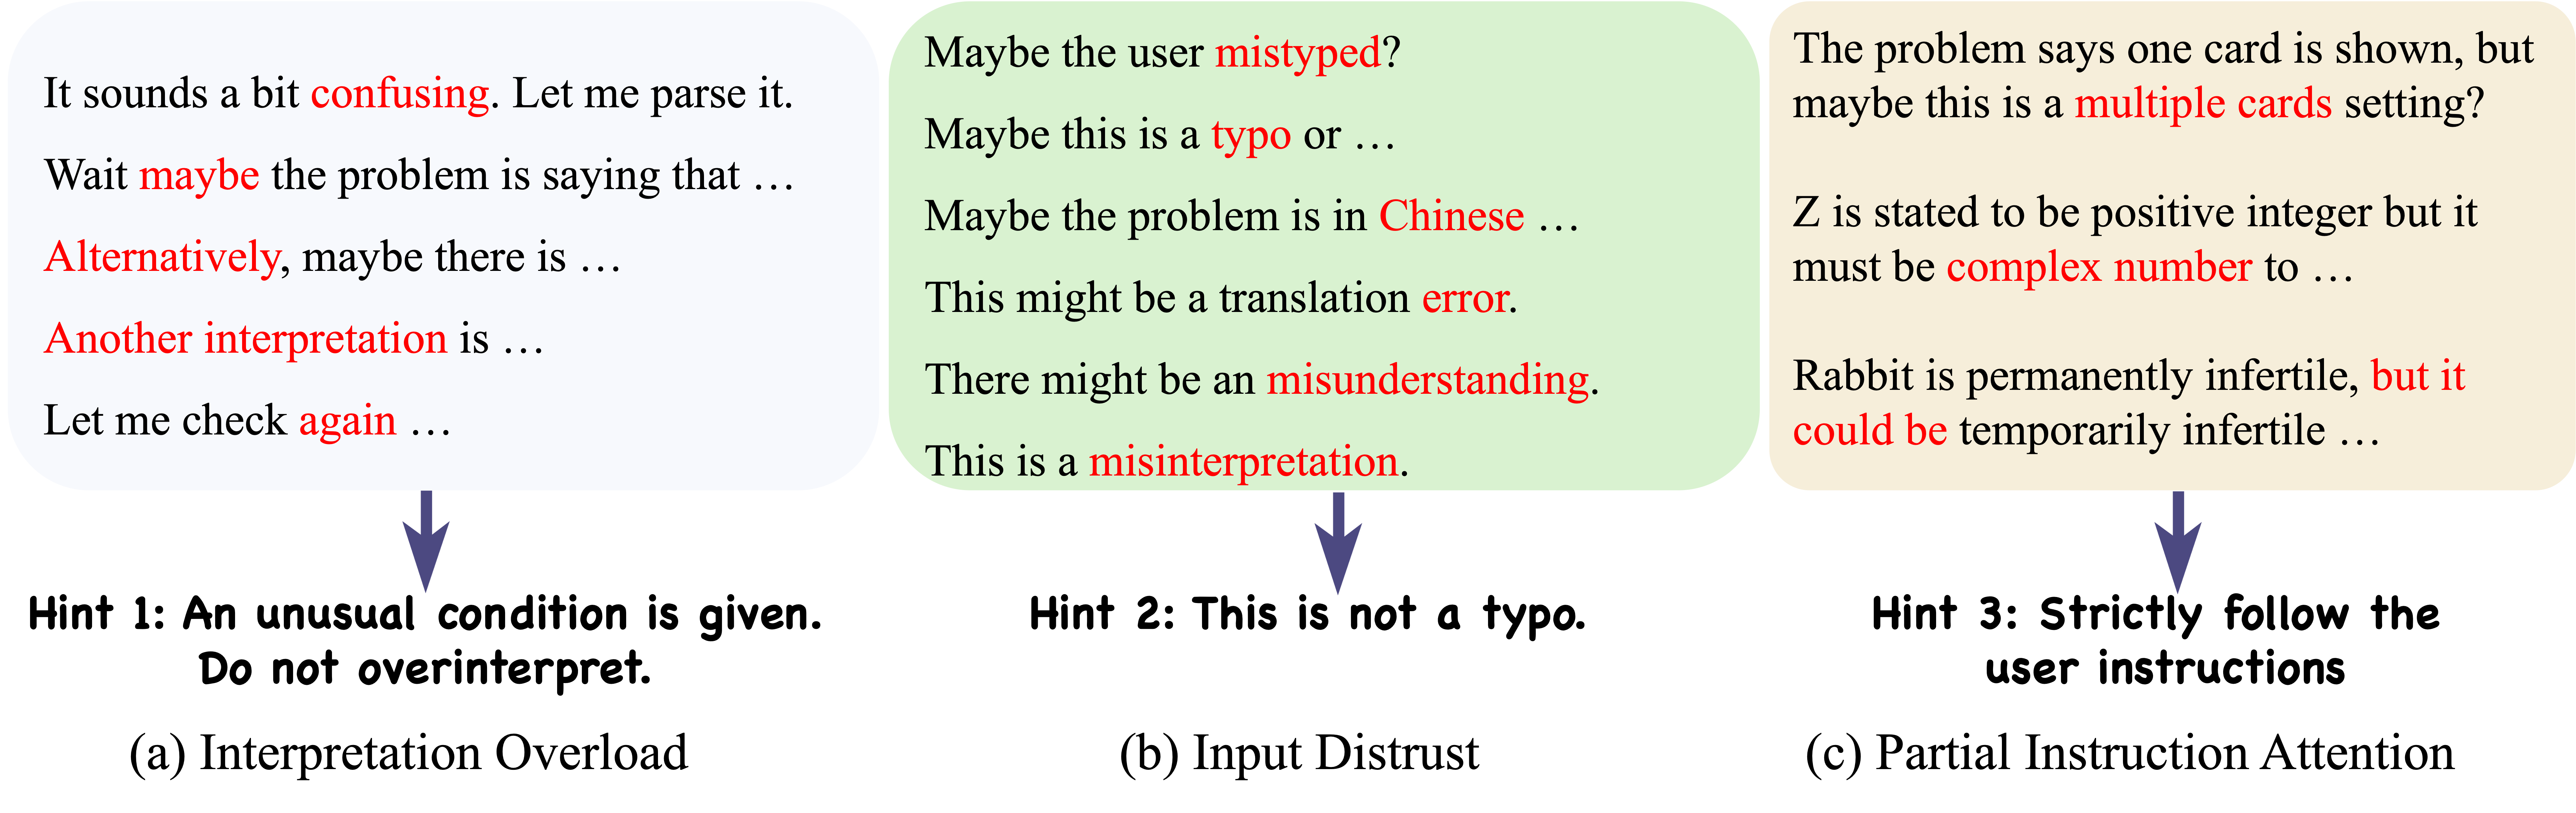 It sounds a bit confusing. Let me parse it.
Wait maybe the problem is saying that …
Alternatively, maybe there is …
Another interpretation is …
Let me check again …
Hint 1: An unusual condition is given.
Do not overinterpret.
(a) Interpretation Overload
Maybe the user mistyped?
Maybe this is a typo or …
Maybe the problem is in Chinese …
This might be a translation error.
There might be an misunderstanding.
This is a misinterpretation.
Hint 2: This is not a typo.
(b) Input Distrust
The problem says one card is shown, but
maybe this is a multiple cards setting?
Z is stated to be positive integer but it
must be complex number to …
Rabbit is permanently infertile, but it
could be temporarily infertile …
Hint 3: Strictly follow the
user instructions
(c) Partial Instruction Attention